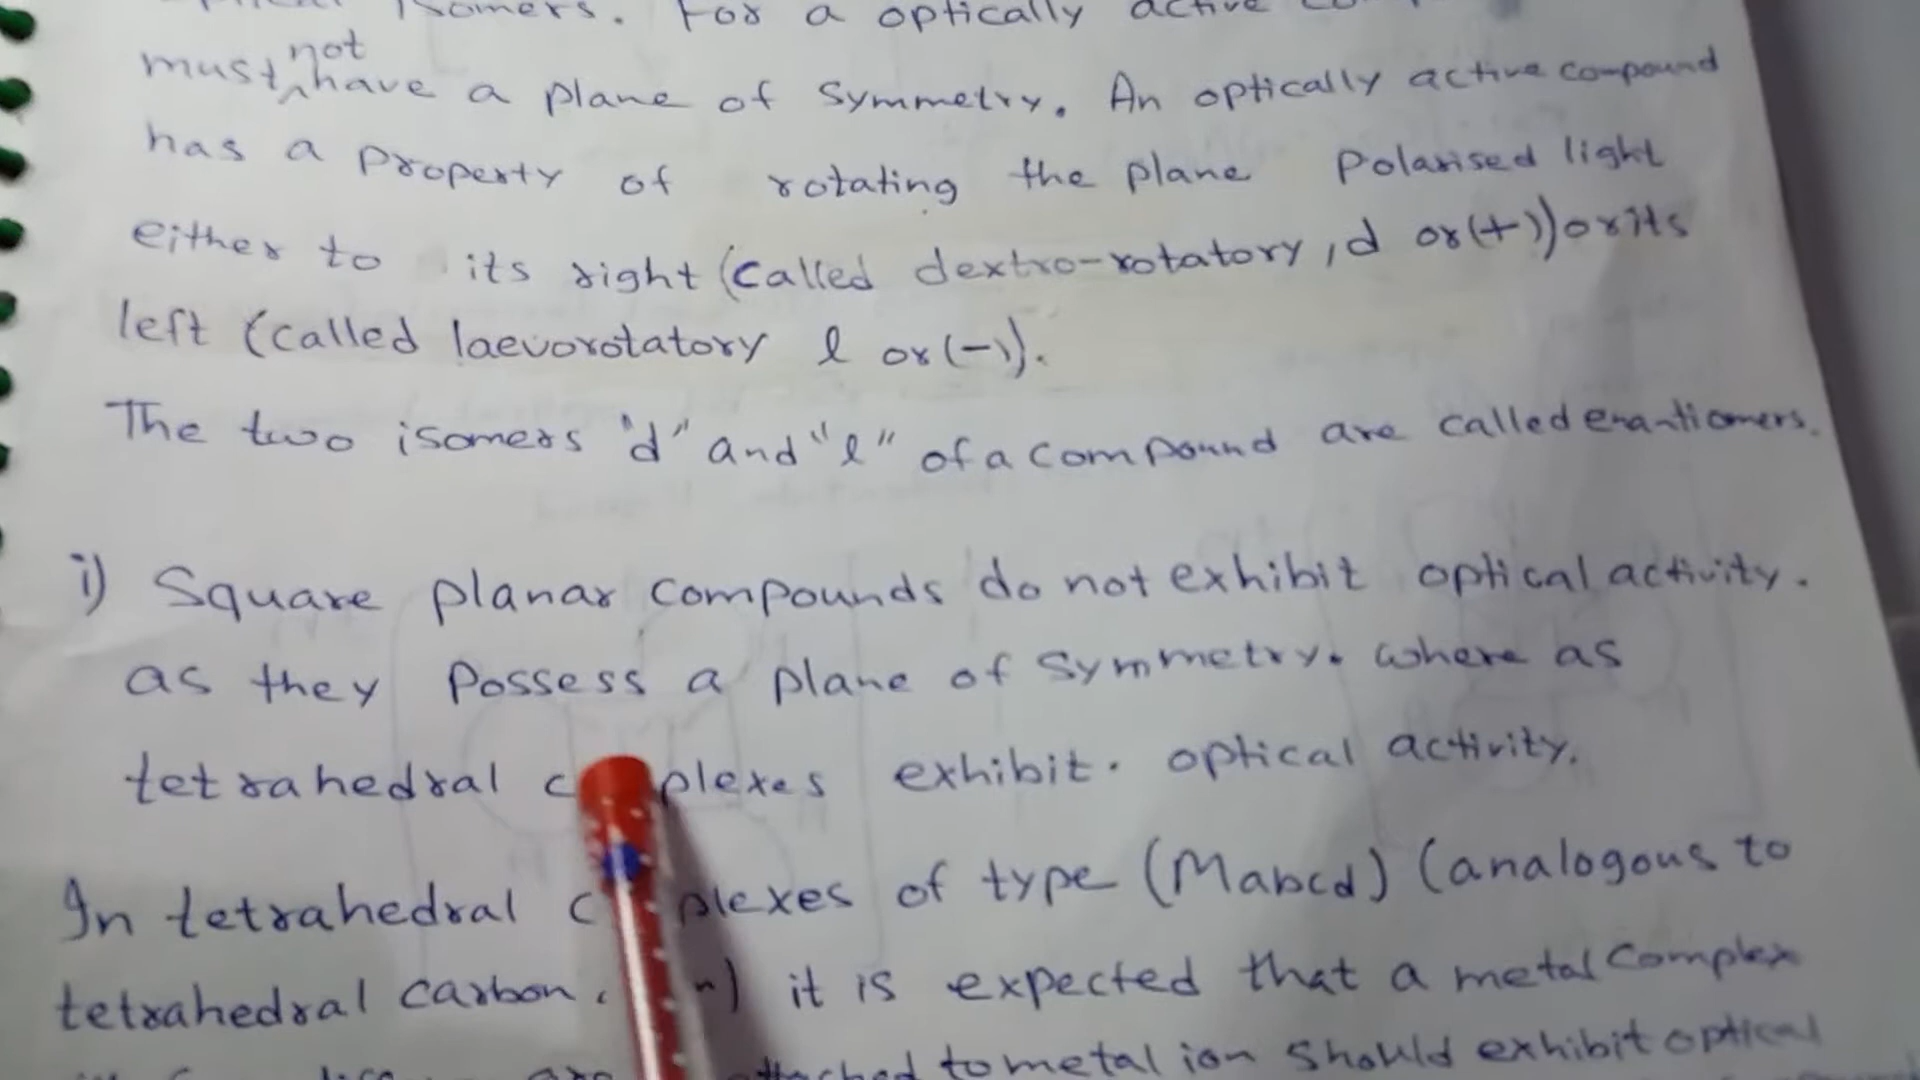 isomers. For a optically active
must not have a plane of symmetry. An optically active compound
has a property of rotating the plane polarised light
either to its right (called dextro-rotatory, d or (+)) or its
left (called laevorotatory l or (-)).
The two isomers "d" and "l" of a compound are called enantiomers.
i) Square planar compounds do not exhibit optical activity.
as they possess a plane of symmetry. where as
tetrahedral complexes exhibit. optical activity.
In tetrahedral complexes of type (Mabcd) (analogous to
tetrahedral carbon it is expected that a metal complex
to metal ion should exhibit optical